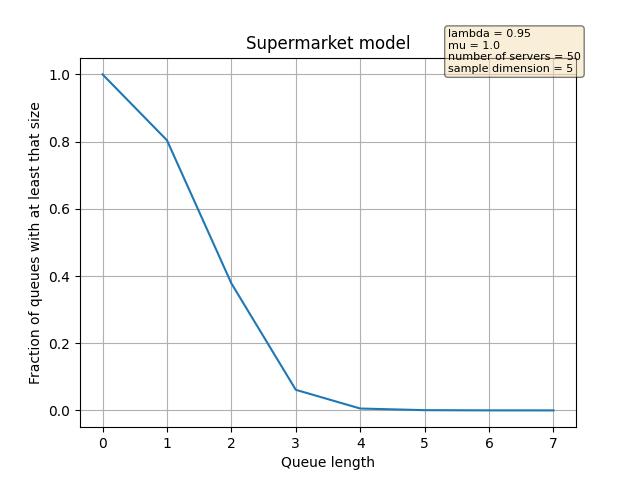 Supermarket model
lambda = 0.95
mu = 1.0
number of servers = 50
sample dimension = 5
Fraction of queues with at least that size
1.0
0.8
0.6
0.4
0.2
0.0
0 1 2 3 4 5 6 7
Queue length